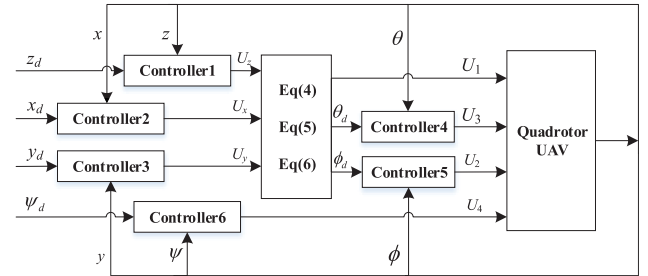 x z θ
z_d Controller1 U_z U_1
Eq(4)
x_d Controller2 U_x θ_d Controller4 U_3
Eq(5)
Quadrotor
UAV
y_d Controller3 U_y ϕ_d Controller5 U_2
Eq(6)
ψ_d Controller6 U_4
y ψ ϕ